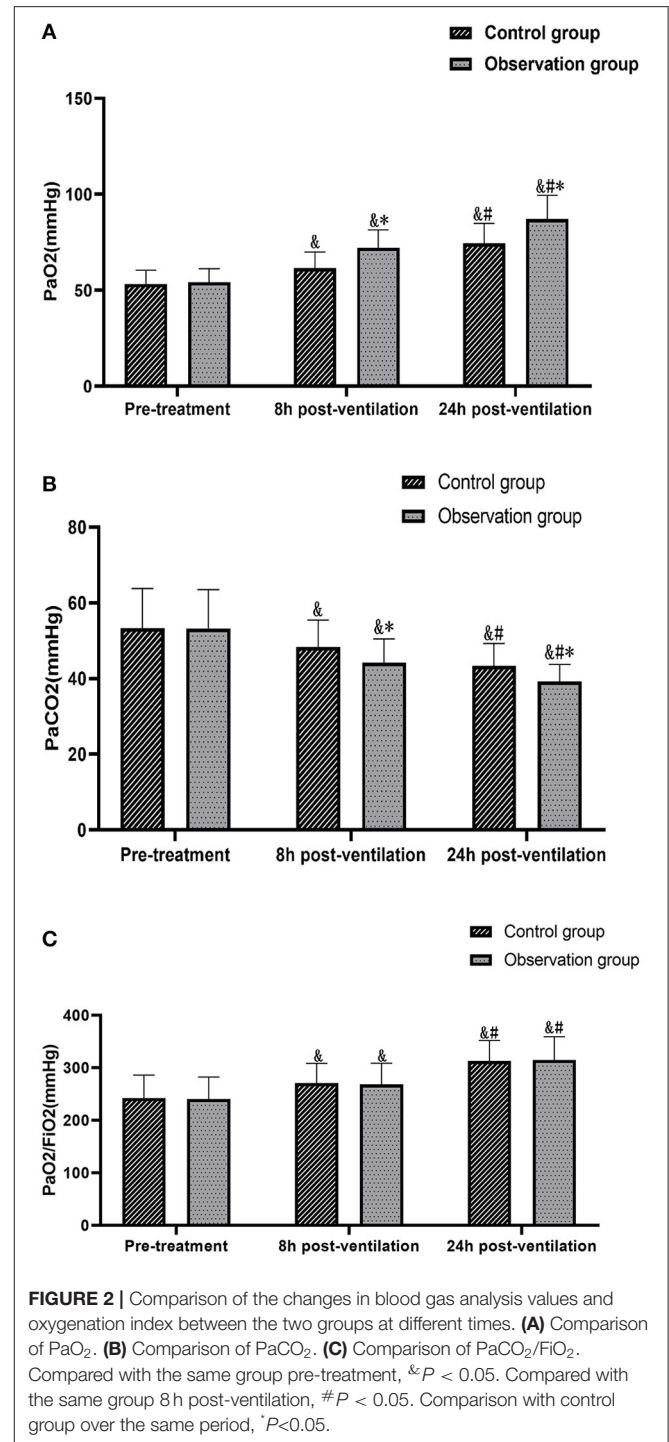 A
Control group
Observation group
150
100
50
0
PaO2(mmHg)
&
&*
&#
&#*
Pre-treatment 8h post-ventilation 24h post-ventilation
B
Control group
Observation group
80
60
40
20
0
PaCO2(mmHg)
&
&*
&#
&#*
Pre-treatment 8h post-ventilation 24h post-ventilation
C
Control group
Observation group
400
300
200
100
0
PaO2/FiO2(mmHg)
&
&
&#
&#
Pre-treatment 8h post-ventilation 24h post-ventilation
FIGURE 2 | Comparison of the changes in blood gas analysis values and
oxygenation index between the two groups at different times. (A) Comparison
of PaO₂. (B) Comparison of PaCO₂. (C) Comparison of PaCO₂/FiO₂.
Compared with the same group pre-treatment, &P < 0.05. Compared with
the same group 8 h post-ventilation, #P < 0.05. Comparison with control
group over the same period, *P<0.05.